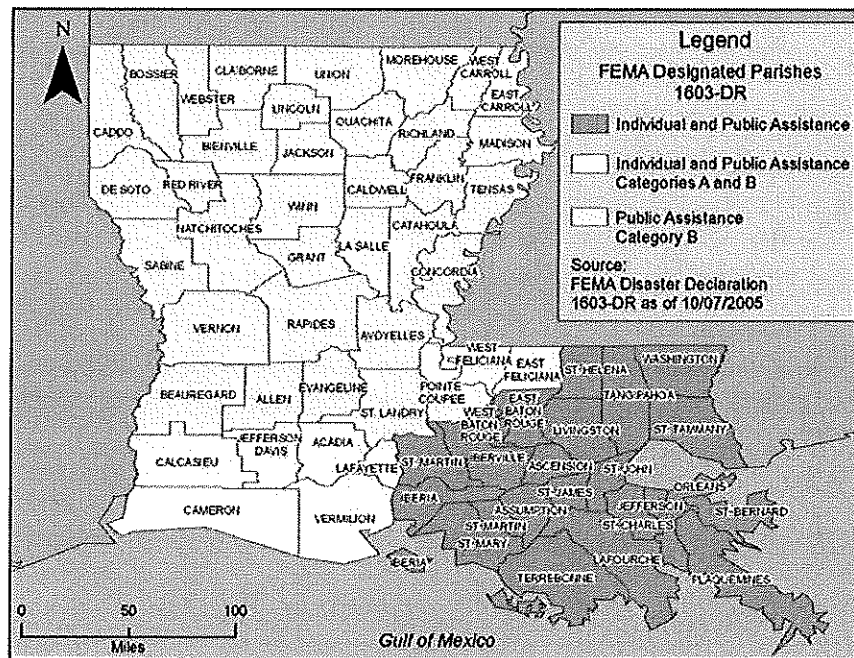 N
Legend
FEMA Designated Parishes
1603-DR
Individual and Public Assistance
Individual and Public Assistance
Categories A and B
Public Assistance
Category B
Source:
FEMA Disaster Declaration
1603-DR as of 10/07/2005
BOSSIER
CLAIBORNE
UNION
MOREHOUSE
WEST
CARROLL
EAST
CARROLL
WEBSTER
LINCOLN
OUACHITA
RICHLAND
MADISON
CADDO
BIENVILLE
JACKSON
FRANKLIN
DE SOTO
RED RIVER
CALDWELL
TENSAS
WINN
NATCHITOCHES
CATAHOULA
LA SALLE
SABINE
GRANT
CONCORDIA
VERNON
RAPIDES
AVOYELLES
WEST
FELICIANA
EAST
FELICIANA
ST. HELENA
WASHINGTON
TANGIPAHOA
BEAUREGARD
ALLEN
EVANGELINE
ST. LANDRY
POINTE
COUPEE
WEST
BATON
ROUGE
EAST
BATON
ROUGE
LIVINGSTON
ST. TAMMANY
CALCASIEU
JEFFERSON
DAVIS
ACADIA
LAFAYETTE
ST. MARTIN
IBERVILLE
ASCENSION
ST. JOHN
ORLEANS
CAMERON
VERMILION
IBERIA
ST. JAMES
ASSUMPTION
JEFFERSON
ST. BERNARD
ST. MARTIN
ST. CHARLES
ST. MARY
IBERIA
LAFOURCHE
TERREBONNE
PLAQUEMINES
0 50 100
Miles
Gulf of Mexico